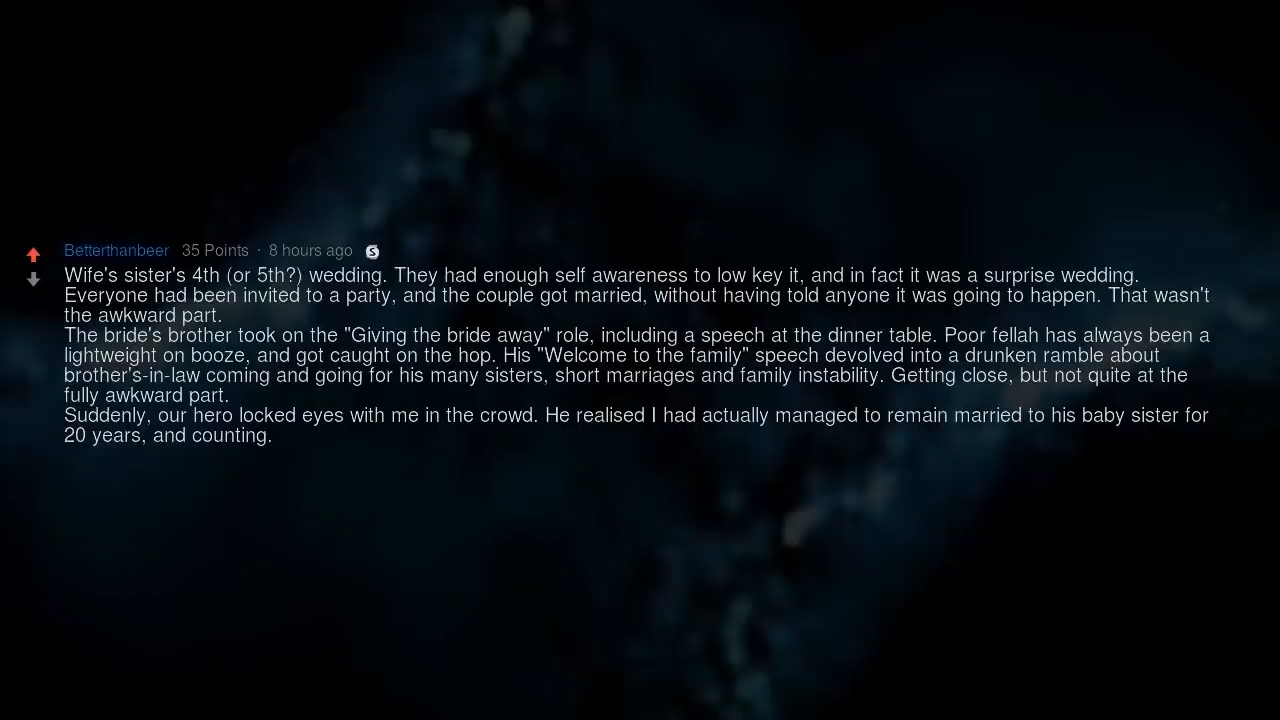 Betterthanbeer 35 Points · 8 hours ago S
Wife's sister's 4th (or 5th?) wedding. They had enough self awareness to low key it, and in fact it was a surprise wedding.
Everyone had been invited to a party, and the couple got married, without having told anyone it was going to happen. That wasn't
the awkward part.
The bride's brother took on the "Giving the bride away" role, including a speech at the dinner table. Poor fellah has always been a
lightweight on booze, and got caught on the hop. His "Welcome to the family" speech devolved into a drunken ramble about
brother's-in-law coming and going for his many sisters, short marriages and family instability. Getting close, but not quite at the
fully awkward part.
Suddenly, our hero locked eyes with me in the crowd. He realised I had actually managed to remain married to his baby sister for
20 years, and counting.